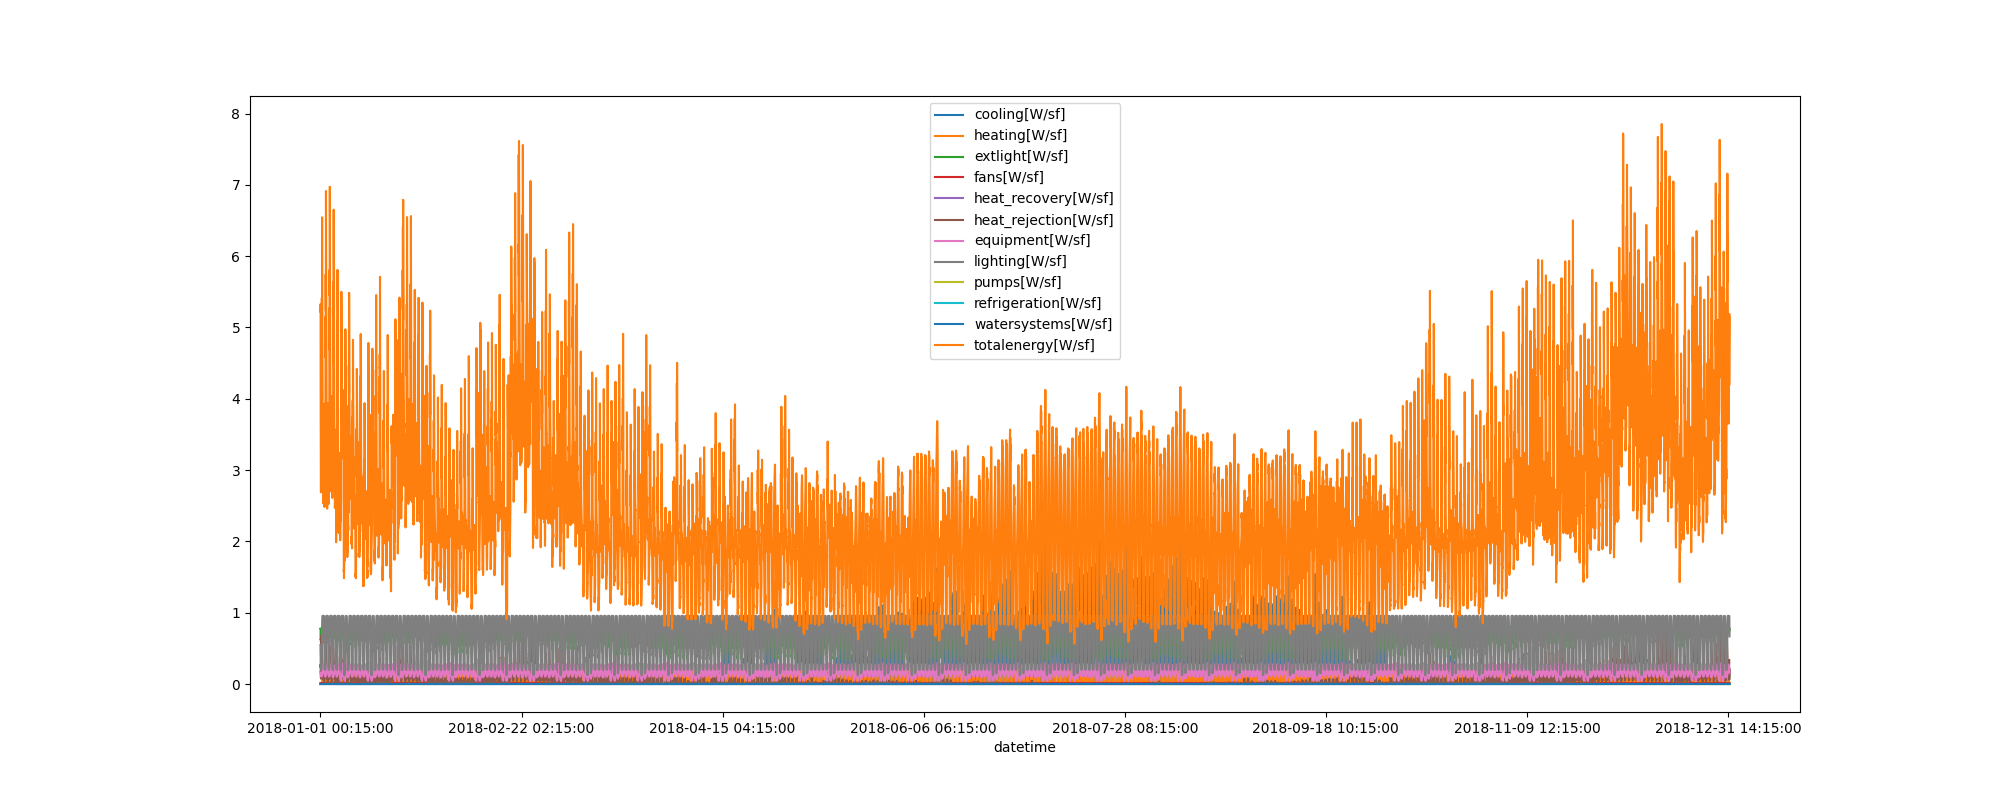 8
7
6
5
4
3
2
1
0
cooling[W/sf]
heating[W/sf]
extlight[W/sf]
fans[W/sf]
heat_recovery[W/sf]
heat_rejection[W/sf]
equipment[W/sf]
lighting[W/sf]
pumps[W/sf]
refrigeration[W/sf]
watersystems[W/sf]
totalenergy[W/sf]
2018-01-01 00:15:00 2018-02-22 02:15:00 2018-04-15 04:15:00 2018-06-06 06:15:00 2018-07-28 08:15:00 2018-09-18 10:15:00 2018-11-09 12:15:00 2018-12-31 14:15:00
datetime